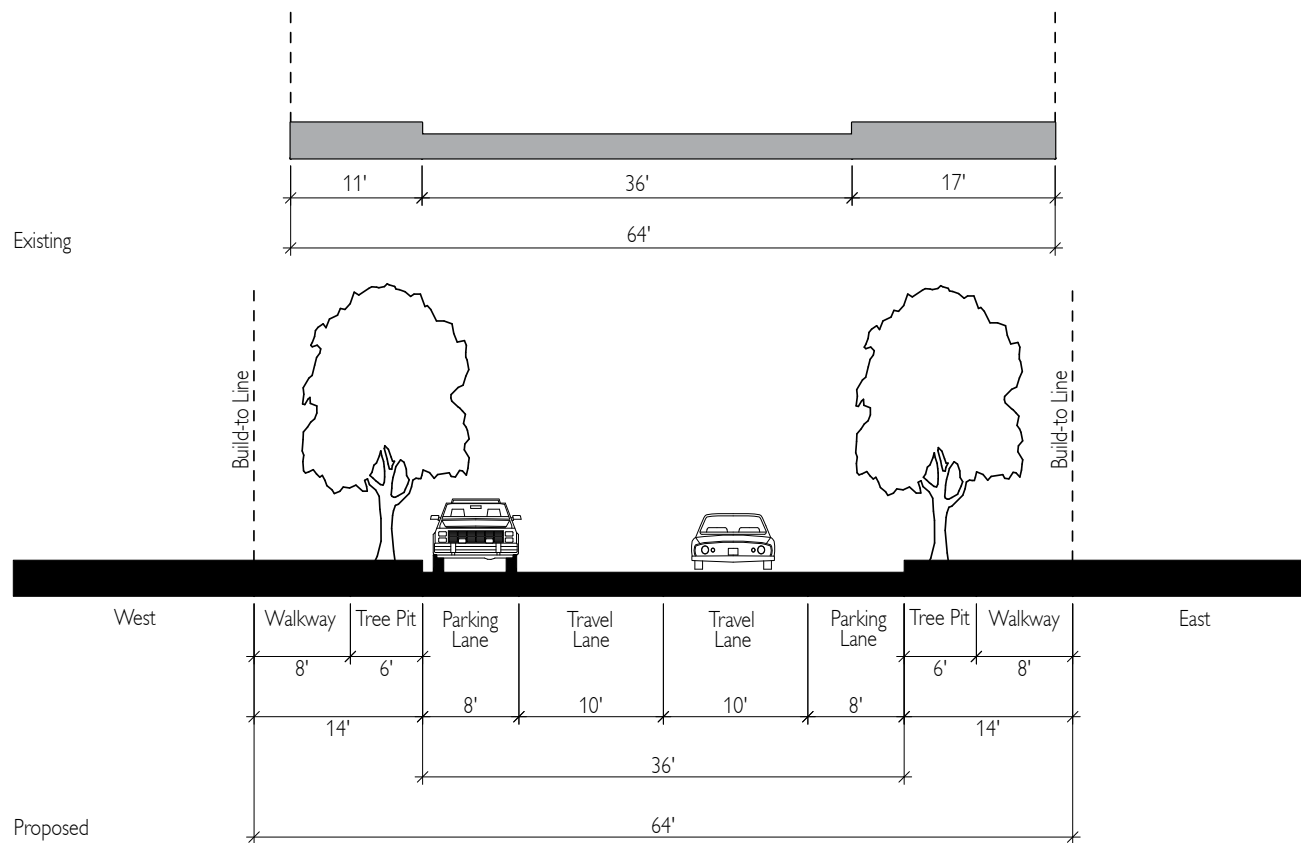 11'
36'
17'
64'
Existing
Build-to Line
Build-to Line
West
Walkway
Tree Pit
Parking
Lane
Travel
Lane
Travel
Lane
Parking
Lane
Tree Pit
Walkway
East
8'
6'
6'
8'
8'
10'
10'
8'
14'
14'
36'
64'
Proposed